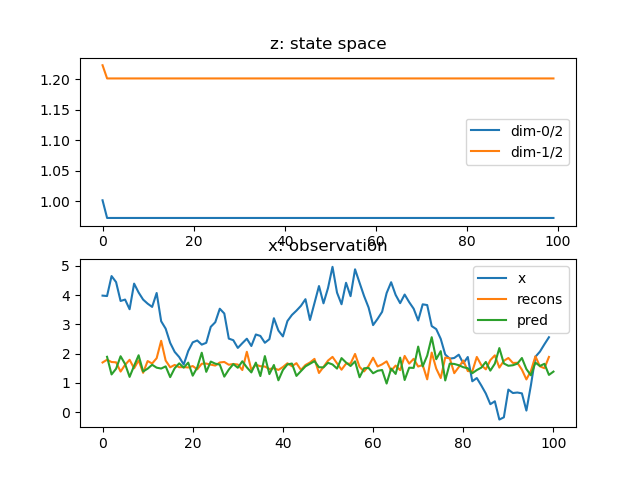 z: state space
1.20
1.15
1.10
1.05
1.00
dim-0/2
dim-1/2
0 20 40 60 80 100
x: observation
5
4
3
2
1
0
x
recons
pred
0 20 40 60 80 100